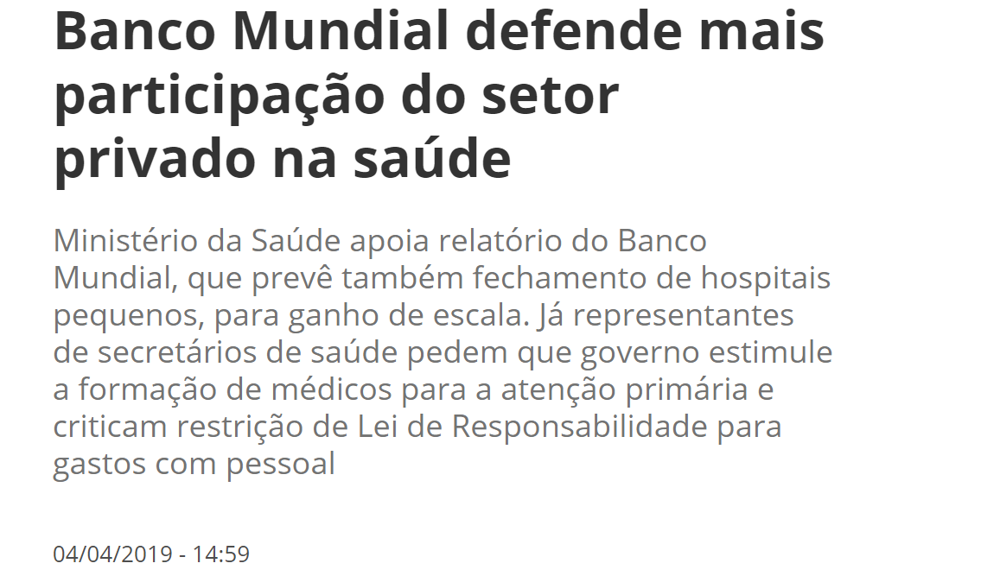 Banco Mundial defende mais
participação do setor
privado na saúde
Ministério da Saúde apoia relatório do Banco
Mundial, que prevê também fechamento de hospitais
pequenos, para ganho de escala. Já representantes
de secretários de saúde pedem que governo estimule
a formação de médicos para a atenção primária e
criticam restrição de Lei de Responsabilidade para
gastos com pessoal
04/04/2019 - 14:59